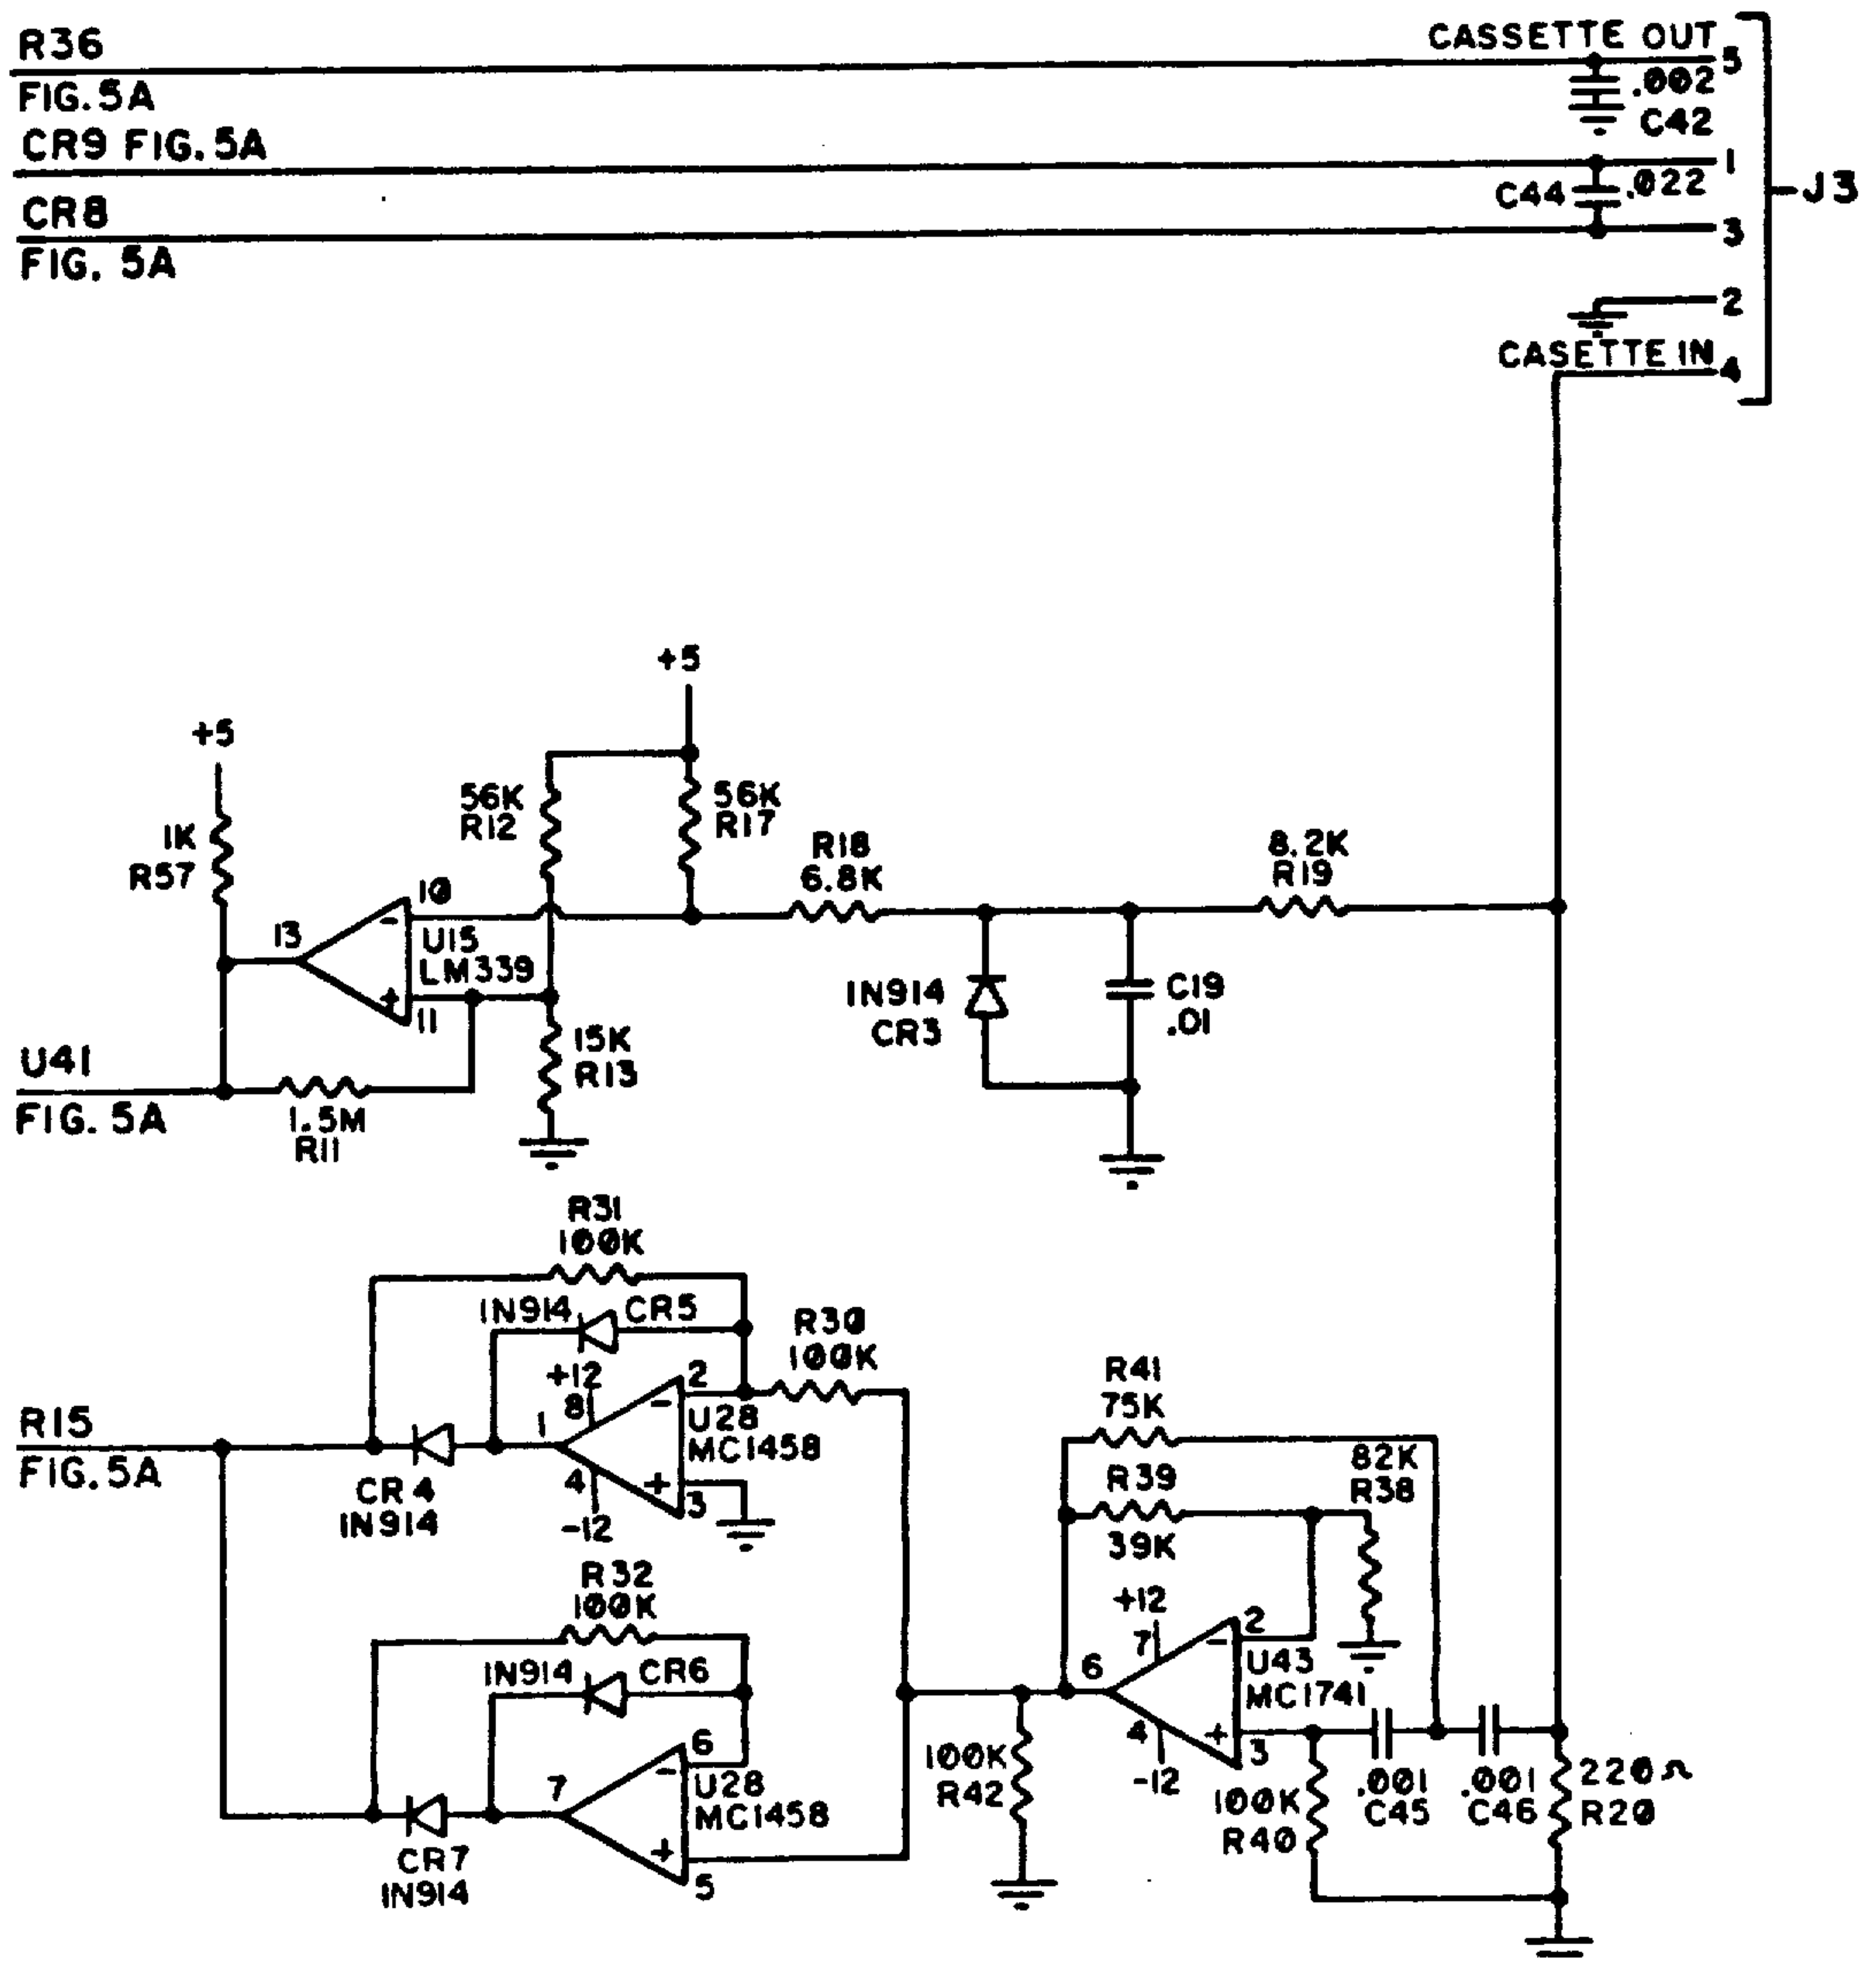 R36
FIG. 5A
CASSETTE OUT
5
.002
C42
CR9 FIG. 5A
1
C44
.022
J3
CR8
FIG. 5A
3
2
CASETTE IN
4
+5
+5
56K
R12
56K
R17
1K
R57
R18
6.8K
8.2K
R19
10
-
13
U15
LM339
+
11
1N914
CR3
C19
.01
15K
R13
U41
FIG. 5A
1.5M
R11
R31
100K
1N914
CR5
R30
100K
+12
8
2
-
1
U28
MC1458
R15
FIG. 5A
4
+
3
-12
CR4
1N914
R41
75K
R39
39K
82K
R38
R32
100K
1N914
CR6
+12
7
2
-
6
U43
MC1741
4
+
3
-12
6
-
7
U28
MC1458
+
5
CR7
1N914
100K
R42
100K
R40
.001
C45
.001
C46
220Ω
R20